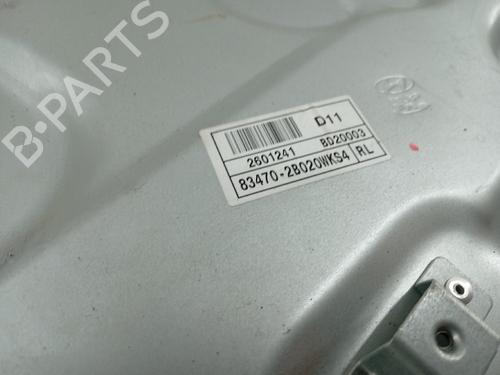 B-PARTS
D11
2601241 BD20003
83470-2B020WKS4 RL